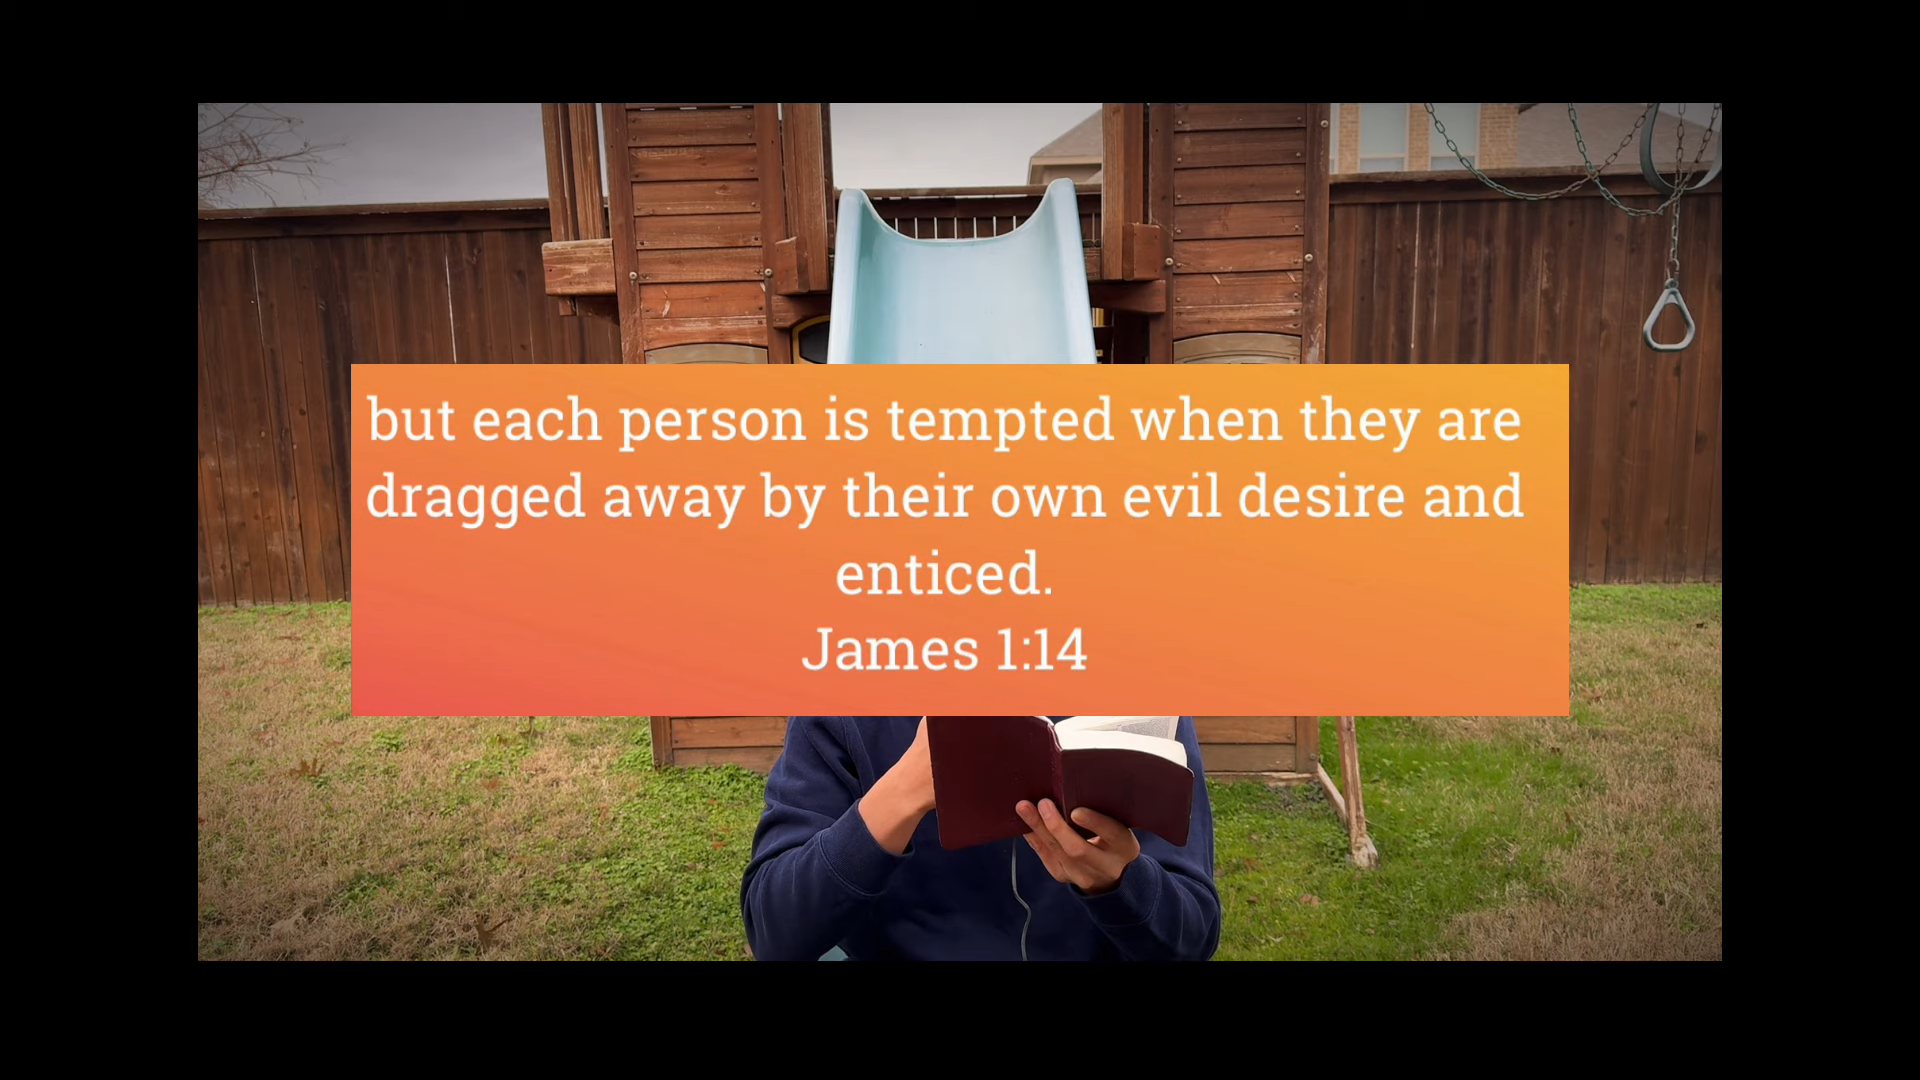 but each person is tempted when they are
dragged away by their own evil desire and
enticed.
James 1:14